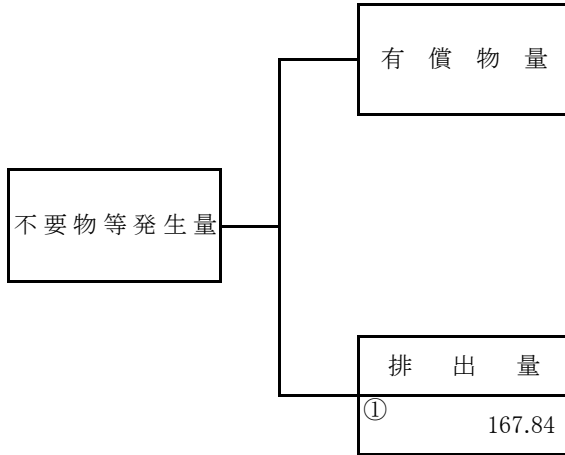 有償物量
不要物等発生量
排出量
①
167.84